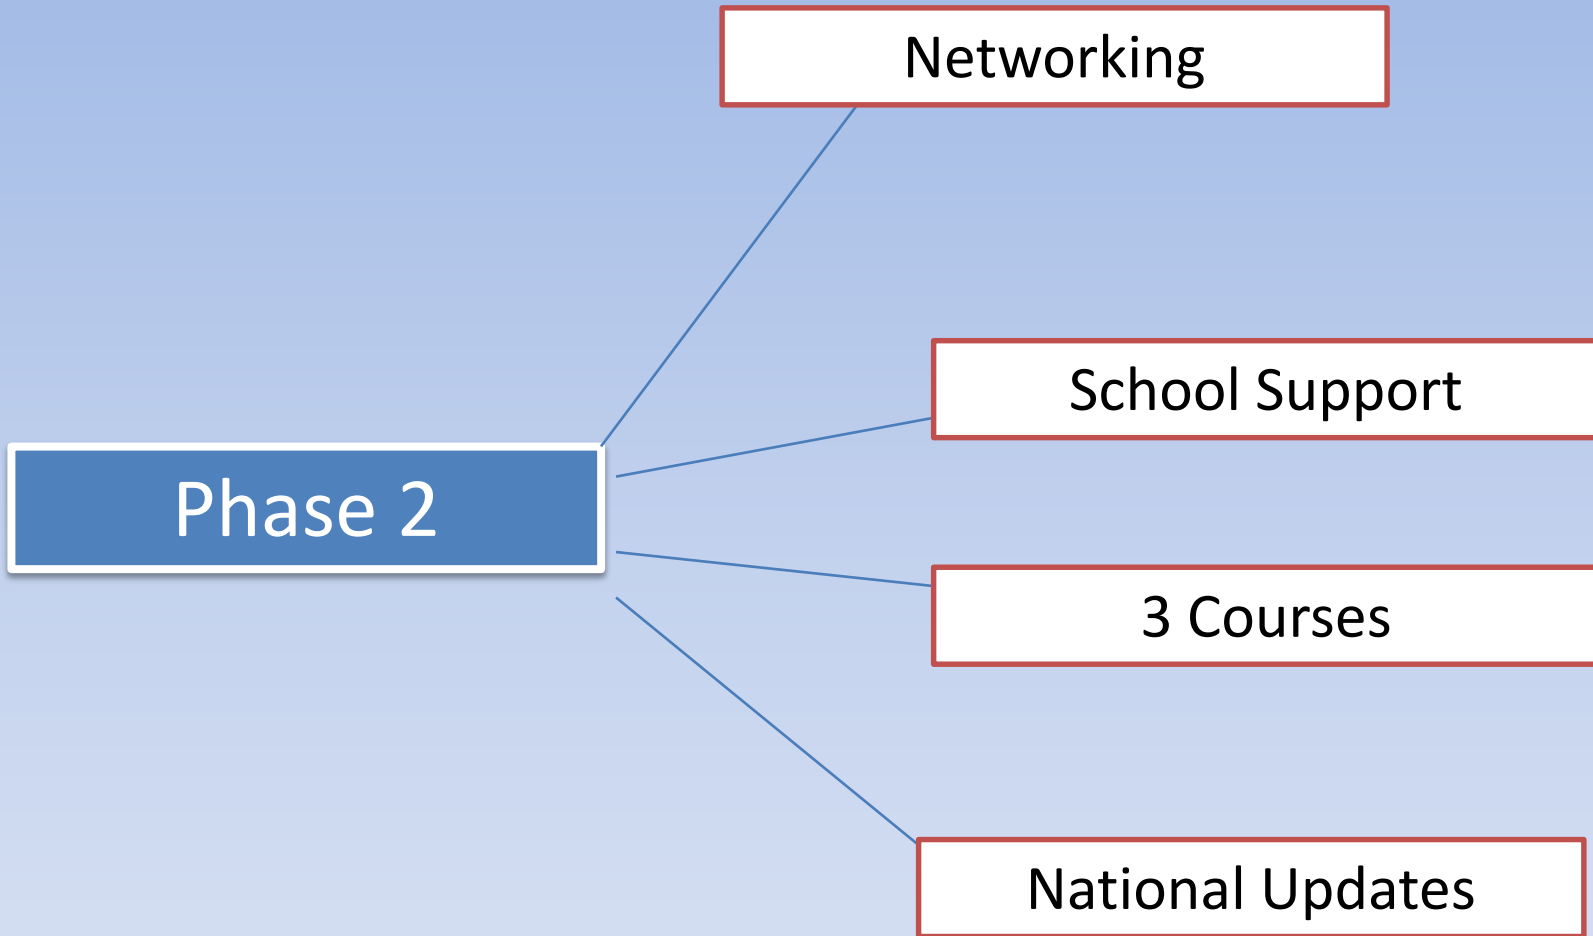 Networking
School Support
Phase 2
3 Courses
National Updates